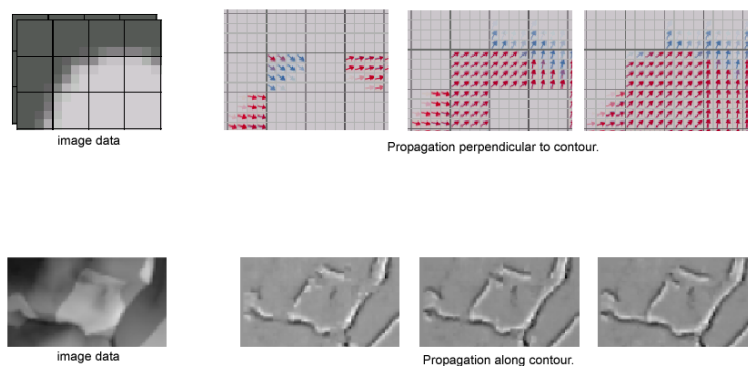 image data
Propagation perpendicular to contour.
image data
Propagation along contour.